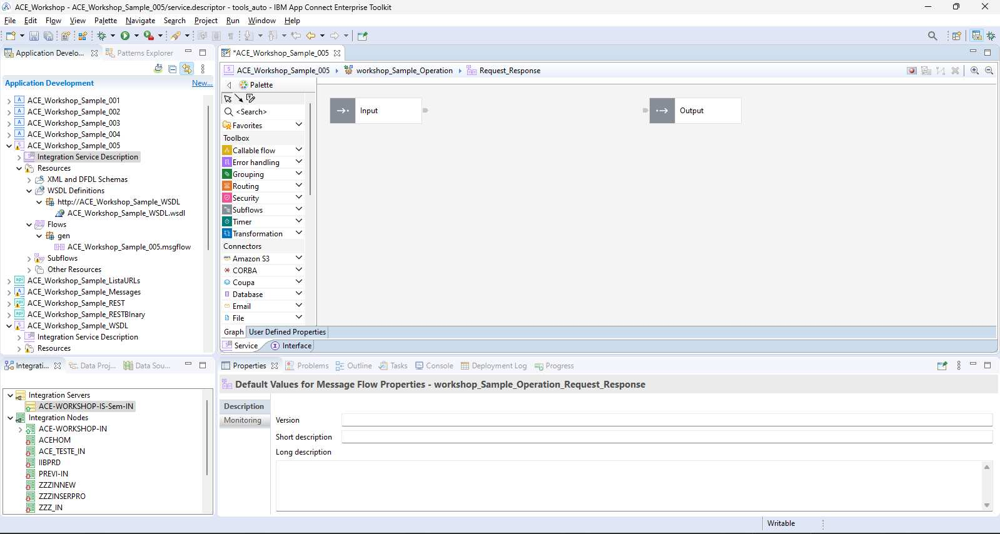 ACE_Workshop - ACE_Workshop_Sample_005/service.descriptor - tools_auto - IBM App Connect Enterprise Toolkit
File Edit Flow View Palette Navigate Search Project Run Window Help
Application Develo... Patterns Explorer
Application Development New...
ACE_Workshop_Sample_001
ACE_Workshop_Sample_002
ACE_Workshop_Sample_003
ACE_Workshop_Sample_004
ACE_Workshop_Sample_005
Integration Service Description
Resources
XML and DFDL Schemas
WSDL Definitions
http://ACE_Workshop_Sample_WSDL
ACE_Workshop_Sample_WSDL.wsdl
Flows
gen
ACE_Workshop_Sample_005.msgflow
Subflows
Other Resources
ACE_Workshop_Sample_ListaURLs
ACE_Workshop_Sample_Messages
ACE_Workshop_Sample_REST
ACE_Workshop_Sample_RESTBInary
ACE_Workshop_Sample_WSDL
Integration Service Description
Resources
*ACE_Workshop_Sample_005
ACE_Workshop_Sample_005 workshop_Sample_Operation Request_Response
Palette
<Search>
Favorites
Toolbox
Callable flow
Error handling
Grouping
Routing
Security
Subflows
Timer
Transformation
Connectors
Amazon S3
CORBA
Coupa
Database
Email
File
Input
Output
Graph User Defined Properties
Service Interface
Integrati... Data Proj... Data Sou...
Integration Servers
ACE-WORKSHOP-IS-Sem-IN
Integration Nodes
ACE-WORKSHOP-IN
ACEHOM
ACE_TESTE_IN
IIBPRD
PREVI-IN
ZZZINNEW
ZZZINSERPRO
ZZZ_IN
Properties Problems Outline Tasks Console Deployment Log Progress
Default Values for Message Flow Properties - workshop_Sample_Operation_Request_Response
Description
Monitoring
Version
Short description
Long description
Writable